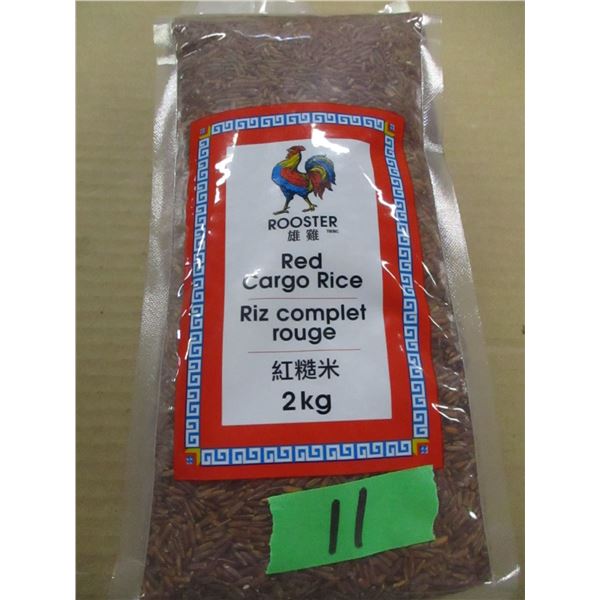 ROOSTER
雄雞
Red
Cargo Rice
Riz complet
rouge
紅糙米
2kg
11